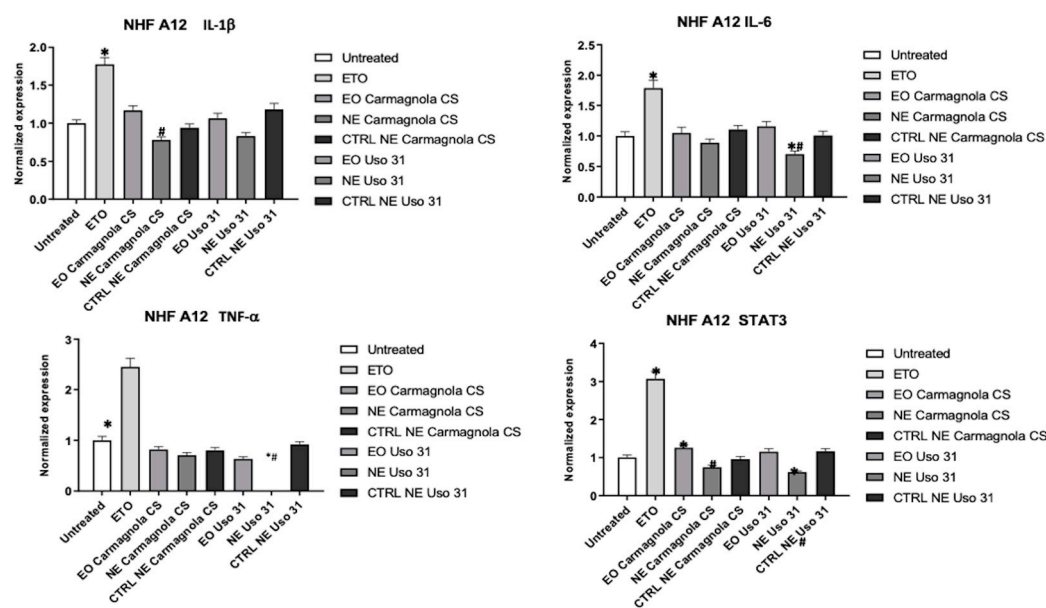 NHF A12 IL-1β
Normalized expression
2.0
1.5
1.0
0.5
0.0
*
#
Untreated
ETO
EO Carmagnola CS
NE Carmagnola CS
CTRL NE Carmagnola CS
EO Uso 31
NE Uso 31
CTRL NE Uso 31
Untreated
ETO
EO Carmagnola CS
NE Carmagnola CS
CTRL NE Carmagnola CS
EO Uso 31
NE Uso 31
CTRL NE Uso 31
NHF A12 IL-6
Normalized expression
2.5
2.0
1.5
1.0
0.5
0.0
*
*#
Untreated
ETO
EO Carmagnola CS
NE Carmagnola CS
CTRL NE Carmagnola CS
EO Uso 31
NE Uso 31
CTRL NE Uso 31
Untreated
ETO
EO Carmagnola CS
NE Carmagnola CS
CTRL NE Carmagnola CS
EO Uso 31
NE Uso 31
CTRL NE Uso 31
NHF A12 TNF-α
Normalized expression
3
2
1
0
*
*#
Untreated
ETO
EO Carmagnola CS
NE Carmagnola CS
CTRL NE Carmagnola CS
EO Uso 31
NE Uso 31
CTRL NE Uso 31
Untreated
ETO
EO Carmagnola CS
NE Carmagnola CS
CTRL NE Carmagnola CS
EO Uso 31
NE Uso 31
CTRL NE Uso 31
NHF A12 STAT3
Normalized expression
4
3
2
1
0
*
*
#
*
Untreated
ETO
EO Carmagnola CS
NE Carmagnola CS
CTRL NE Carmagnola CS
EO Uso 31
NE Uso 31
CTRL NE Uso 31
#
Untreated
ETO
EO Carmagnola CS
NE Carmagnola CS
CTRL NE Carmagnola CS
EO Uso 31
NE Uso 31
CTRL NE Uso 31